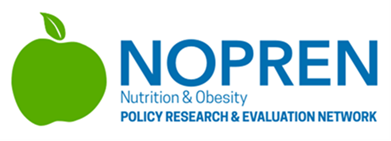 NOPREN
Nutrition & Obesity
POLICY RESEARCH & EVALUATION NETWORK